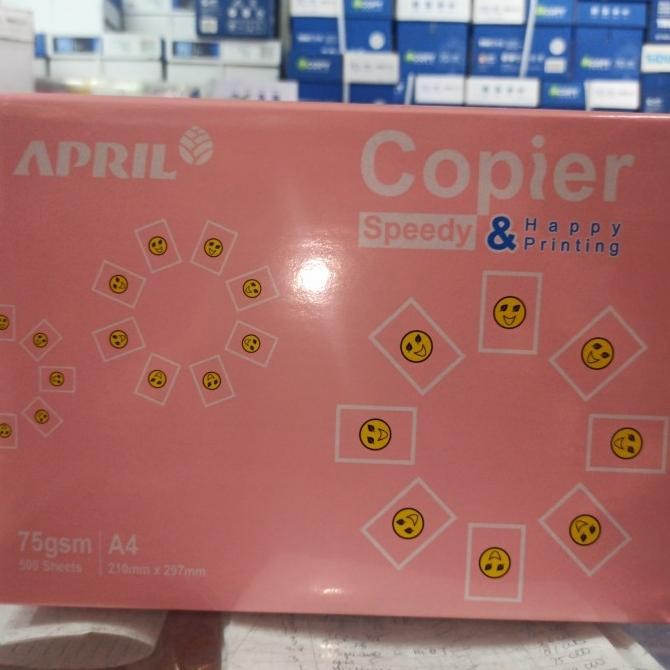 APRIL
Copier
Speedy & Happy Printing
75gsm A4
500 Sheets 210mm x 297mm